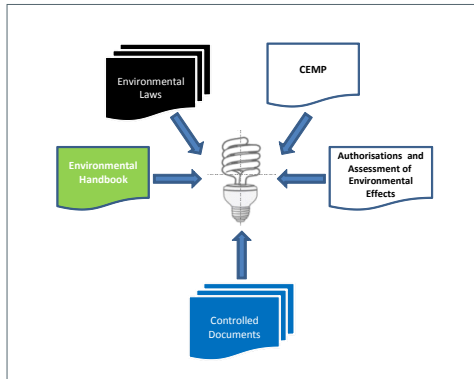 Environmental
Laws
CEMP
Environmental
Handbook
Authorisations and
Assessment of
Environmental
Effects
Controlled
Documents